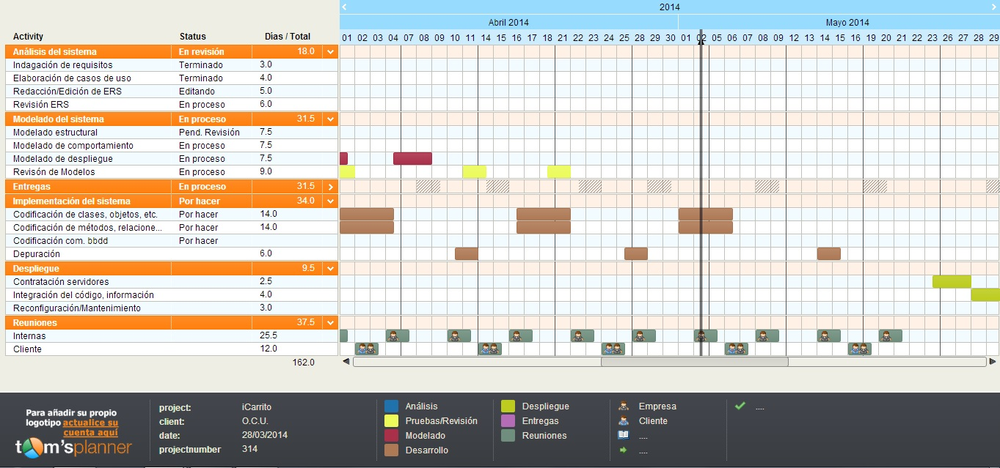 2014
Abril 2014 Mayo 2014
Activity Status Días / Total 01 02 03 04 07 08 09 10 11 14 15 16 17 18 21 22 23 24 25 28 29 30 01 02 05 06 07 08 09 12 13 14 15 16 19 20 21 22 23 26 27 28 29
Análisis del sistema En revisión 18.0
Indagación de requisitos Terminado 3.0
Elaboración de casos de uso Terminado 4.0
Redacción/Edición de ERS Editando 5.0
Revisión ERS En proceso 6.0
Modelado del sistema En proceso 31.5
Modelado estructural Pend. Revisión 7.5
Modelado de comportamiento En proceso 7.5
Modelado de despliegue En proceso 7.5
Revisón de Modelos En proceso 9.0
Entregas En proceso 31.5
Implementación del sistema Por hacer 34.0
Codificación de clases, objetos, etc. Por hacer 14.0
Codificación de métodos, relacione... Por hacer 14.0
Codificación com. bbdd Por hacer
Depuración 6.0
Despliegue 9.5
Contratación servidores 2.5
Integración del código, información 4.0
Reconfiguración/Mantenimiento 3.0
Reuniones 37.5
Internas 25.5
Cliente 12.0
162.0
Para añadir su propio
logotipo actualice su
cuenta aquí
tom'splanner
project: iCarrito
client: O.C.U.
date: 28/03/2014
projectnumber 314
Análisis
Pruebas/Revisión
Modelado
Desarrollo
Despliegue
Entregas
Reuniones
Empresa
Cliente
....
....
....